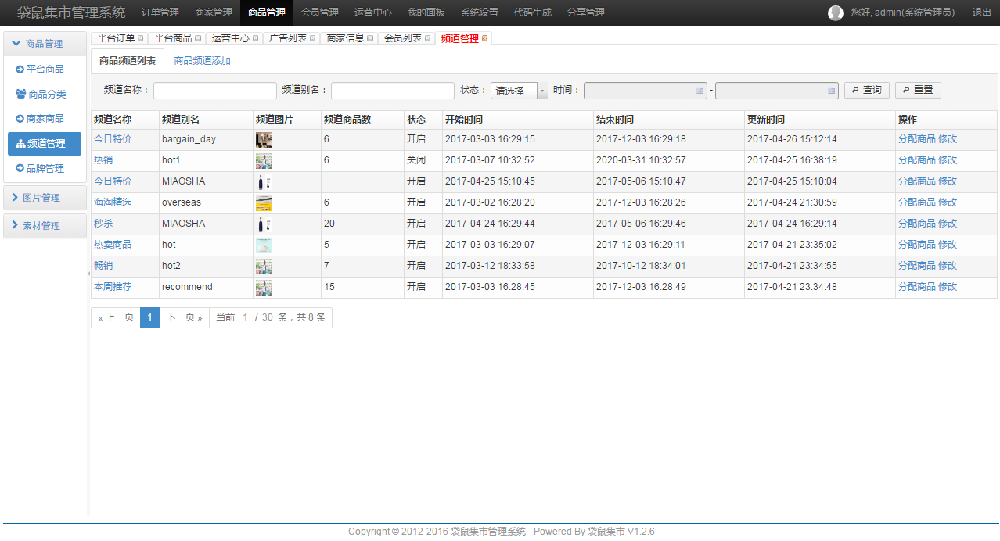 袋鼠集市管理系统 订单管理 商家管理 商品管理 会员管理 运营中心 我的面板 系统设置 代码生成 分享管理 您好, admin(系统管理员) 退出
商品管理
平台商品
商品分类
商家商品
频道管理
品牌管理
图片管理
素材管理
平台订单 平台商品 运营中心 广告列表 商家信息 会员列表 频道管理
商品频道列表 商品频道添加
频道名称： 频道别名： 状态： 请选择 时间： - 查询 重置
频道名称 频道别名 频道图片 频道商品数 状态 开始时间 结束时间 更新时间 操作
今日特价 bargain_day 6 开启 2017-03-03 16:29:15 2017-12-03 16:29:18 2017-04-26 15:12:14 分配商品 修改
热销 hot1 6 关闭 2017-03-07 10:32:52 2020-03-31 10:32:57 2017-04-25 16:38:19 分配商品 修改
今日特价 MIAOSHA 开启 2017-04-25 15:10:45 2017-05-06 15:10:47 2017-04-25 15:10:04 分配商品 修改
海淘精选 overseas 6 开启 2017-03-02 16:28:20 2017-12-03 16:28:26 2017-04-24 21:30:59 分配商品 修改
秒杀 MIAOSHA 20 开启 2017-04-24 16:29:44 2017-05-06 16:29:46 2017-04-24 16:29:14 分配商品 修改
热卖商品 hot 5 开启 2017-03-03 16:29:07 2017-12-03 16:29:11 2017-04-21 23:35:02 分配商品 修改
畅销 hot2 7 开启 2017-03-12 18:33:58 2017-10-12 18:34:01 2017-04-21 23:34:55 分配商品 修改
本周推荐 recommend 15 开启 2017-03-03 16:28:45 2017-12-03 16:28:49 2017-04-21 23:34:48 分配商品 修改
« 上一页 1 下一页 » 当前 1 / 30 条，共 8 条
Copyright © 2012-2016 袋鼠集市管理系统 - Powered By 袋鼠集市 V1.2.6